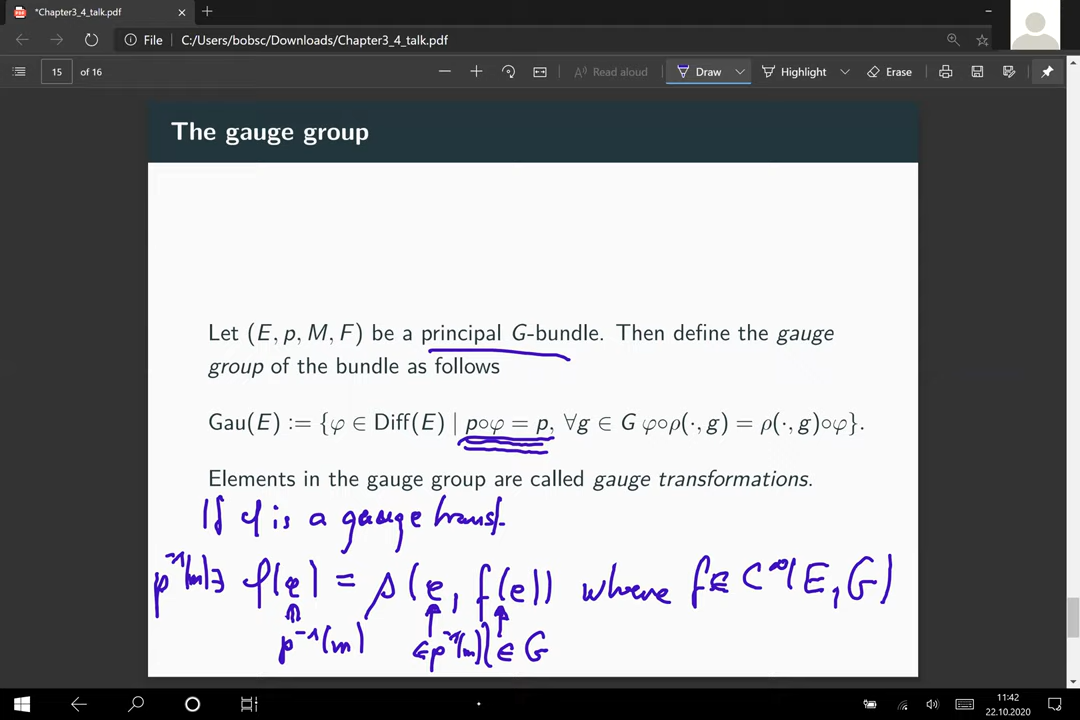 *Chapter3_4_talk.pdf
File C:/Users/bobsc/Downloads/Chapter3_4_talk.pdf
15 of 16 Read aloud Draw Highlight Erase
The gauge group
Let (E, p, M, F) be a principal G-bundle. Then define the gauge
group of the bundle as follows
Gau(E) := {φ ∈ Diff(E) | p∘φ = p, ∀g ∈ G φ∘ρ(·, g) = ρ(·, g)∘φ}.
Elements in the gauge group are called gauge transformations.
If φ is a gauge transf.
p⁻¹(m) ∋ φ(e) = ρ(e, f(e)) where f ∈ C^∞(E, G)
p⁻¹(m) ∈ p⁻¹(m) ∈ G
11:42
22.10.2020